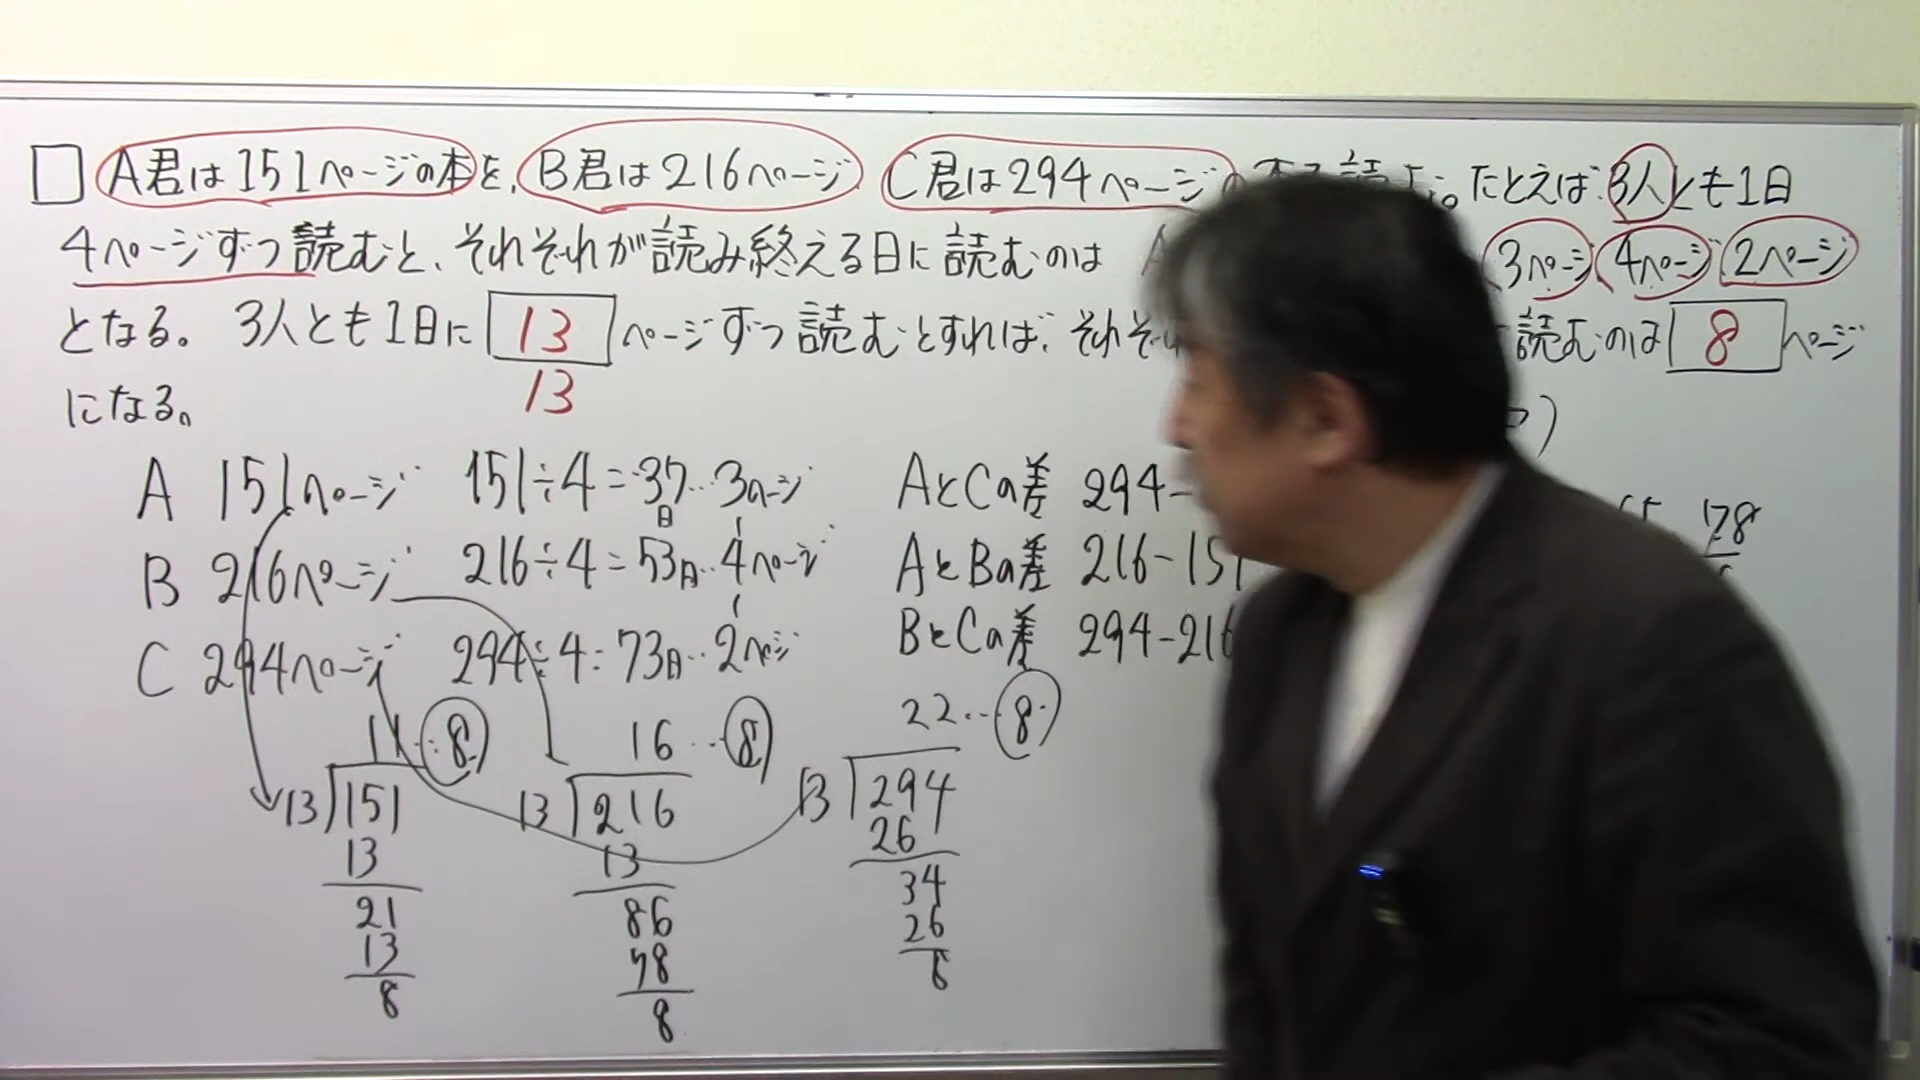 A君は151ページの本を、B君は216ページ C君は294ページの 本を読む。たとえば3人とも1日
4ページずつ読むと、それぞれが読み終える日に読むのは 3ページ 4ページ 2ページ
となる。3人とも1日に 13 ページずつ読むとすれば、それぞれ 読むのは 8 ページ
13
になる。
A 151ページ 151÷4=37日…3ページ
B 216ページ 216÷4=53日…4ページ
C 294ページ 294÷4=73日…2ページ
AとCの差 294-
AとBの差 216-151
BとCの差 294-216
78
11…8
13)151
13
21
13
8
16…8
13)216
13
86
78
8
22…8
13)294
26
34
26
8